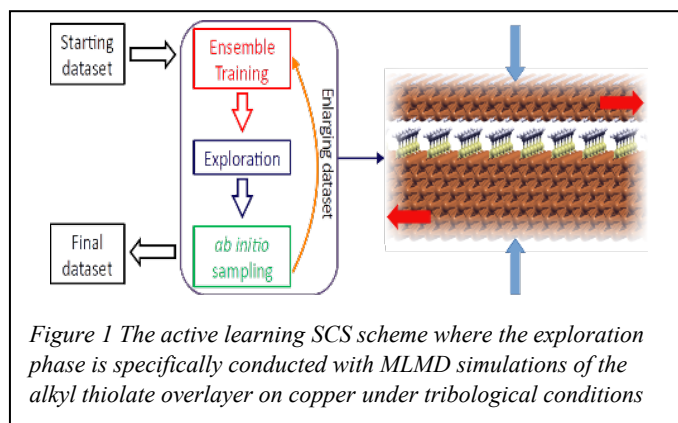 Starting
dataset
Ensemble
Training
Exploration
ab initio
sampling
Enlarging dataset
Final
dataset
Figure 1 The active learning SCS scheme where the exploration
phase is specifically conducted with MLMD simulations of the
alkyl thiolate overlayer on copper under tribological conditions